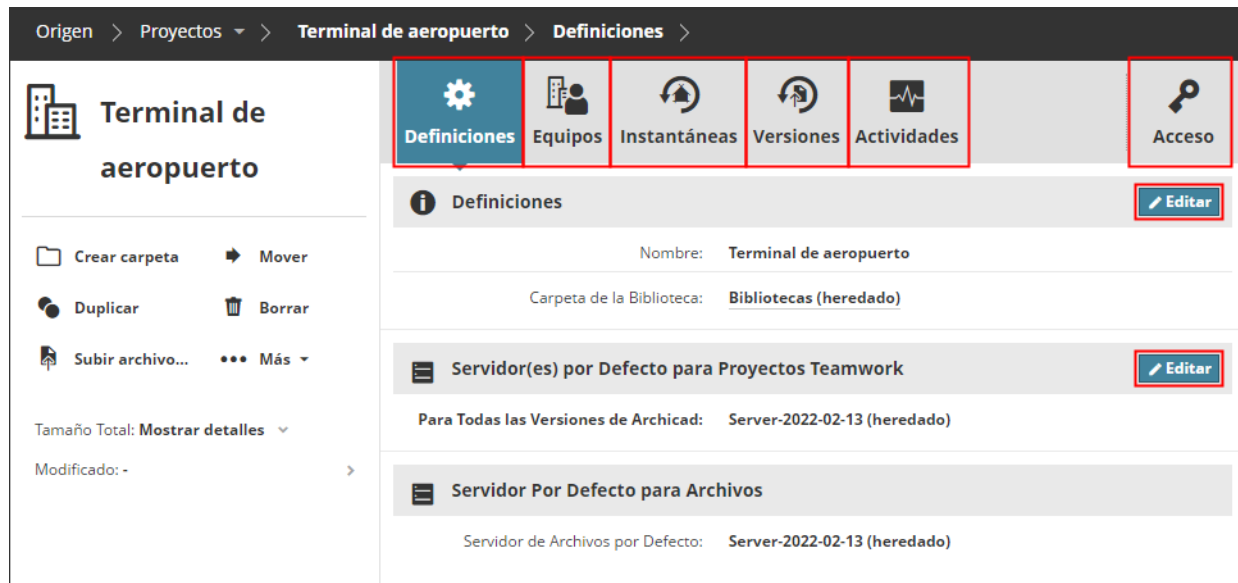 Origen > Proyectos > Terminal de aeropuerto > Definiciones >
Terminal de
aeropuerto
Crear carpeta Mover
Duplicar Borrar
Subir archivo... Más
Tamaño Total: Mostrar detalles
Modificado: -
Definiciones Equipos Instantáneas Versiones Actividades Acceso
Definiciones Editar
Nombre: Terminal de aeropuerto
Carpeta de la Biblioteca: Bibliotecas (heredado)
Servidor(es) por Defecto para Proyectos Teamwork Editar
Para Todas las Versiones de Archicad: Server-2022-02-13 (heredado)
Servidor Por Defecto para Archivos
Servidor de Archivos por Defecto: Server-2022-02-13 (heredado)